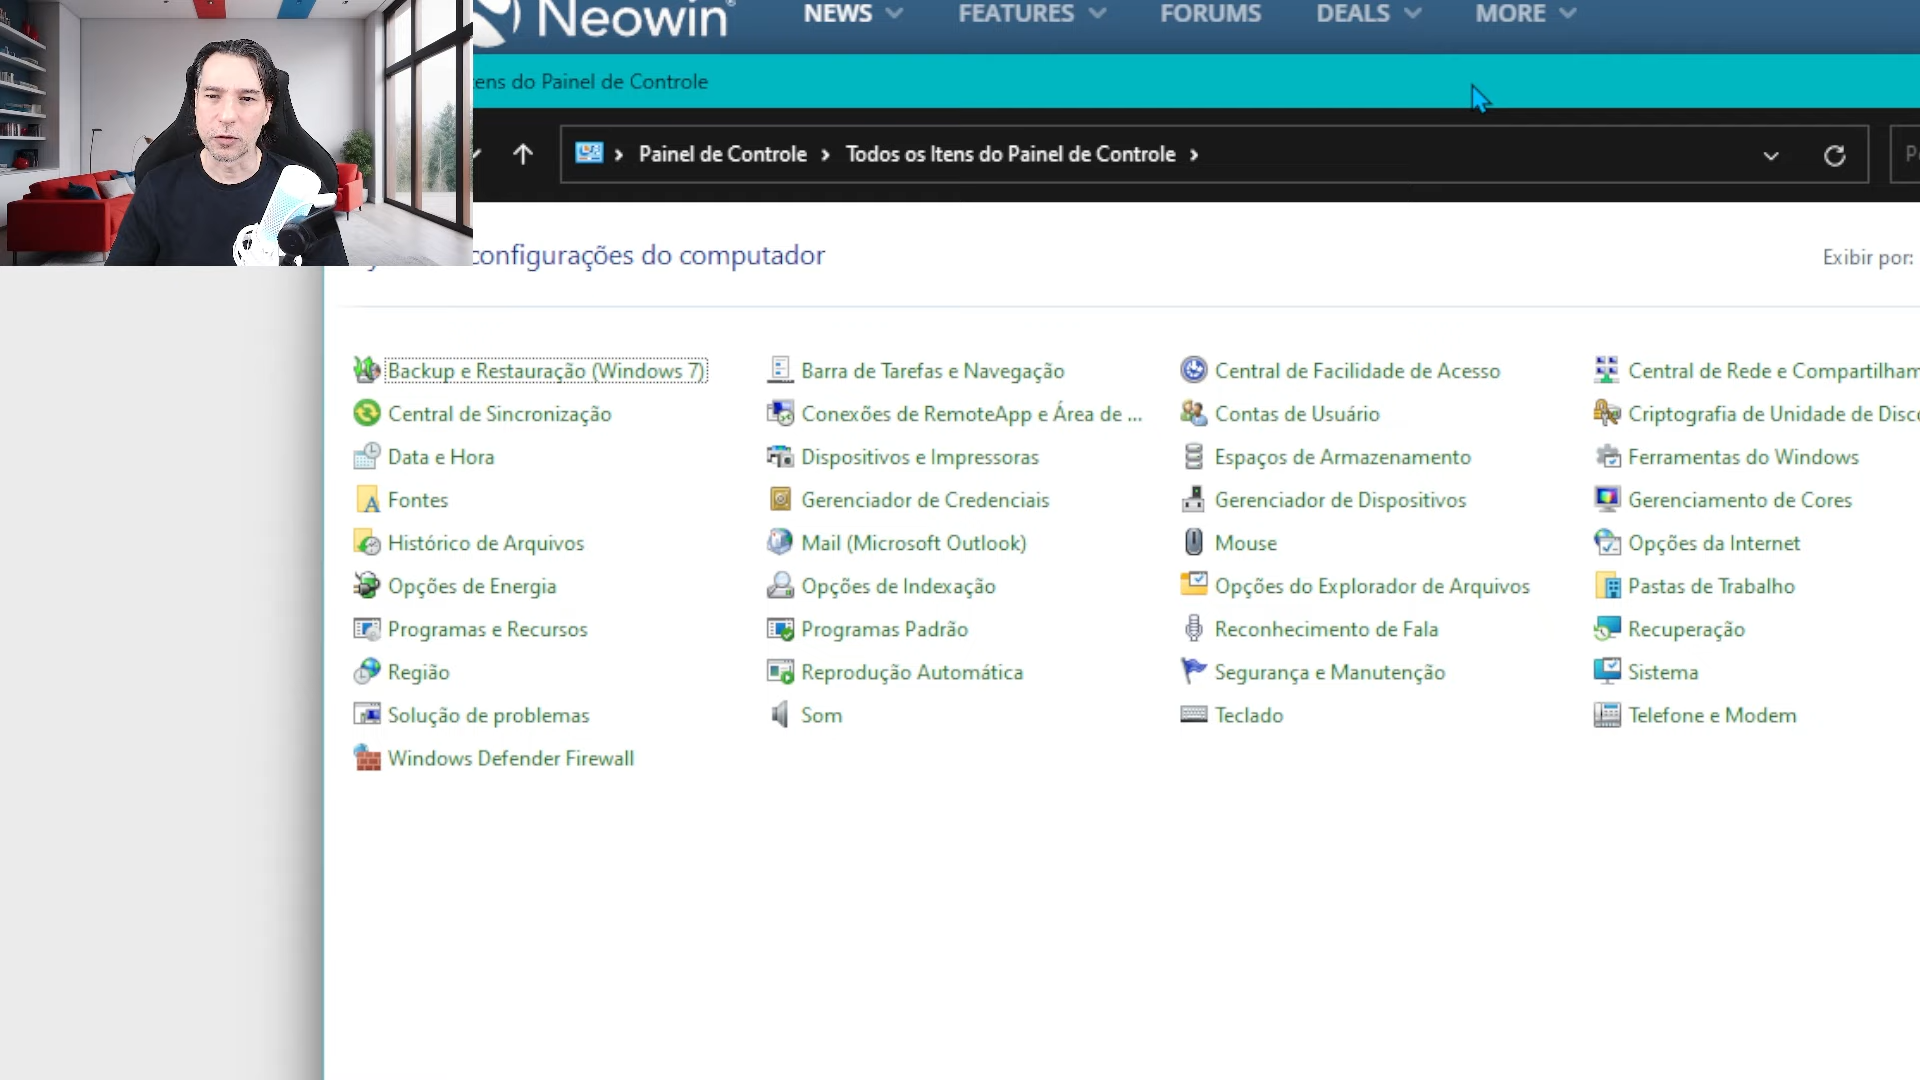 Neowin
NEWS FEATURES FORUMS DEALS MORE
tens do Painel de Controle
Painel de Controle > Todos os Itens do Painel de Controle >
configurações do computador
Exibir por:
Backup e Restauração (Windows 7) Barra de Tarefas e Navegação Central de Facilidade de Acesso Central de Rede e Compartilham
Central de Sincronização Conexões de RemoteApp e Área de ... Contas de Usuário Criptografia de Unidade de Disco
Data e Hora Dispositivos e Impressoras Espaços de Armazenamento Ferramentas do Windows
Fontes Gerenciador de Credenciais Gerenciador de Dispositivos Gerenciamento de Cores
Histórico de Arquivos Mail (Microsoft Outlook) Mouse Opções da Internet
Opções de Energia Opções de Indexação Opções do Explorador de Arquivos Pastas de Trabalho
Programas e Recursos Programas Padrão Reconhecimento de Fala Recuperação
Região Reprodução Automática Segurança e Manutenção Sistema
Solução de problemas Som Teclado Telefone e Modem
Windows Defender Firewall